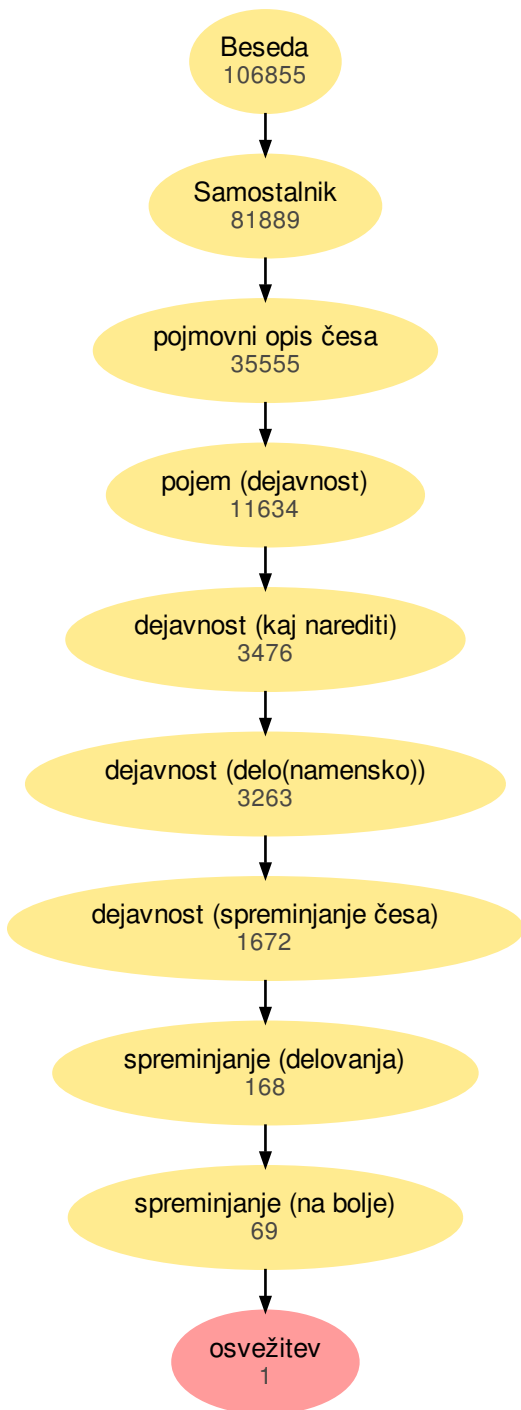 Beseda
106855
Samostalnik
81889
pojmovni opis česa
35555
pojem (dejavnost)
11634
dejavnost (kaj narediti)
3476
dejavnost (delo(namensko))
3263
dejavnost (spreminjanje česa)
1672
spreminjanje (delovanja)
168
spreminjanje (na bolje)
69
osvežitev
1